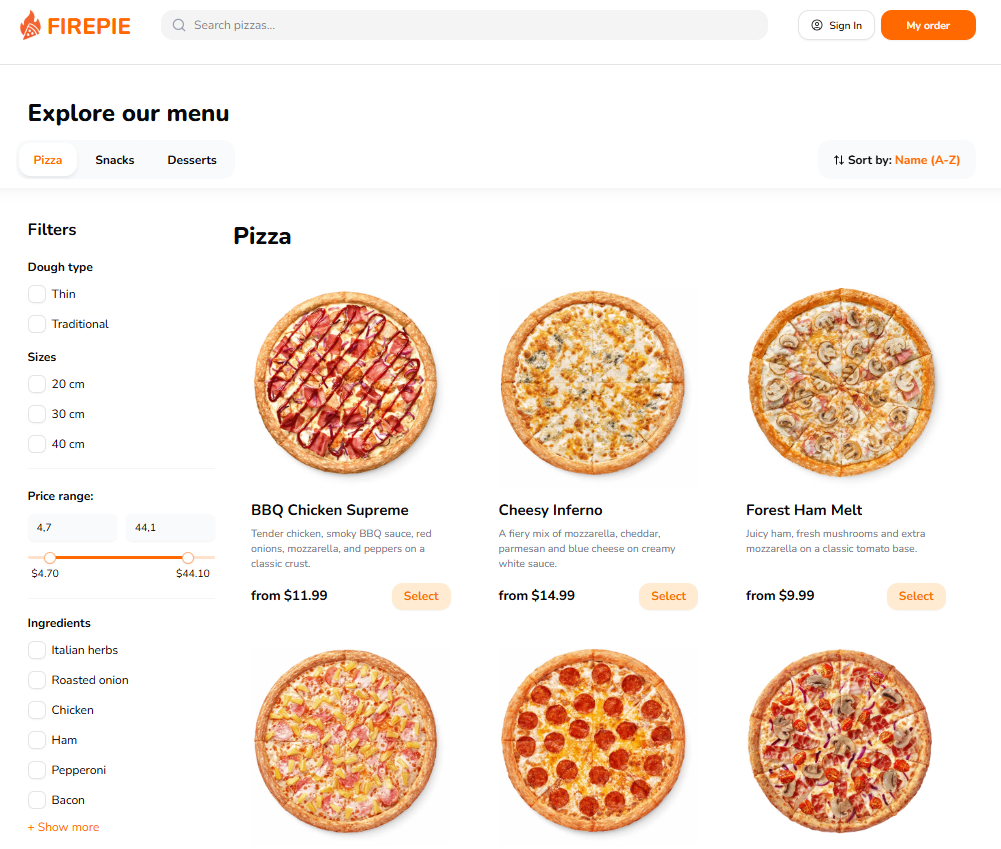 FIREPIE
Search pizzas...
Sign In
My order
Explore our menu
Pizza
Snacks
Desserts
Sort by: Name (A-Z)
Filters
Dough type
Thin
Traditional
Sizes
20 cm
30 cm
40 cm
Price range:
4,7
44,1
$4.70
$44.10
Ingredients
Italian herbs
Roasted onion
Chicken
Ham
Pepperoni
Bacon
+ Show more
Pizza
BBQ Chicken Supreme
Tender chicken, smoky BBQ sauce, red
onions, mozzarella, and peppers on a
classic crust.
from $11.99
Select
Cheesy Inferno
A fiery mix of mozzarella, cheddar,
parmesan and blue cheese on creamy
white sauce.
from $14.99
Select
Forest Ham Melt
Juicy ham, fresh mushrooms and extra
mozzarella on a classic tomato base.
from $9.99
Select